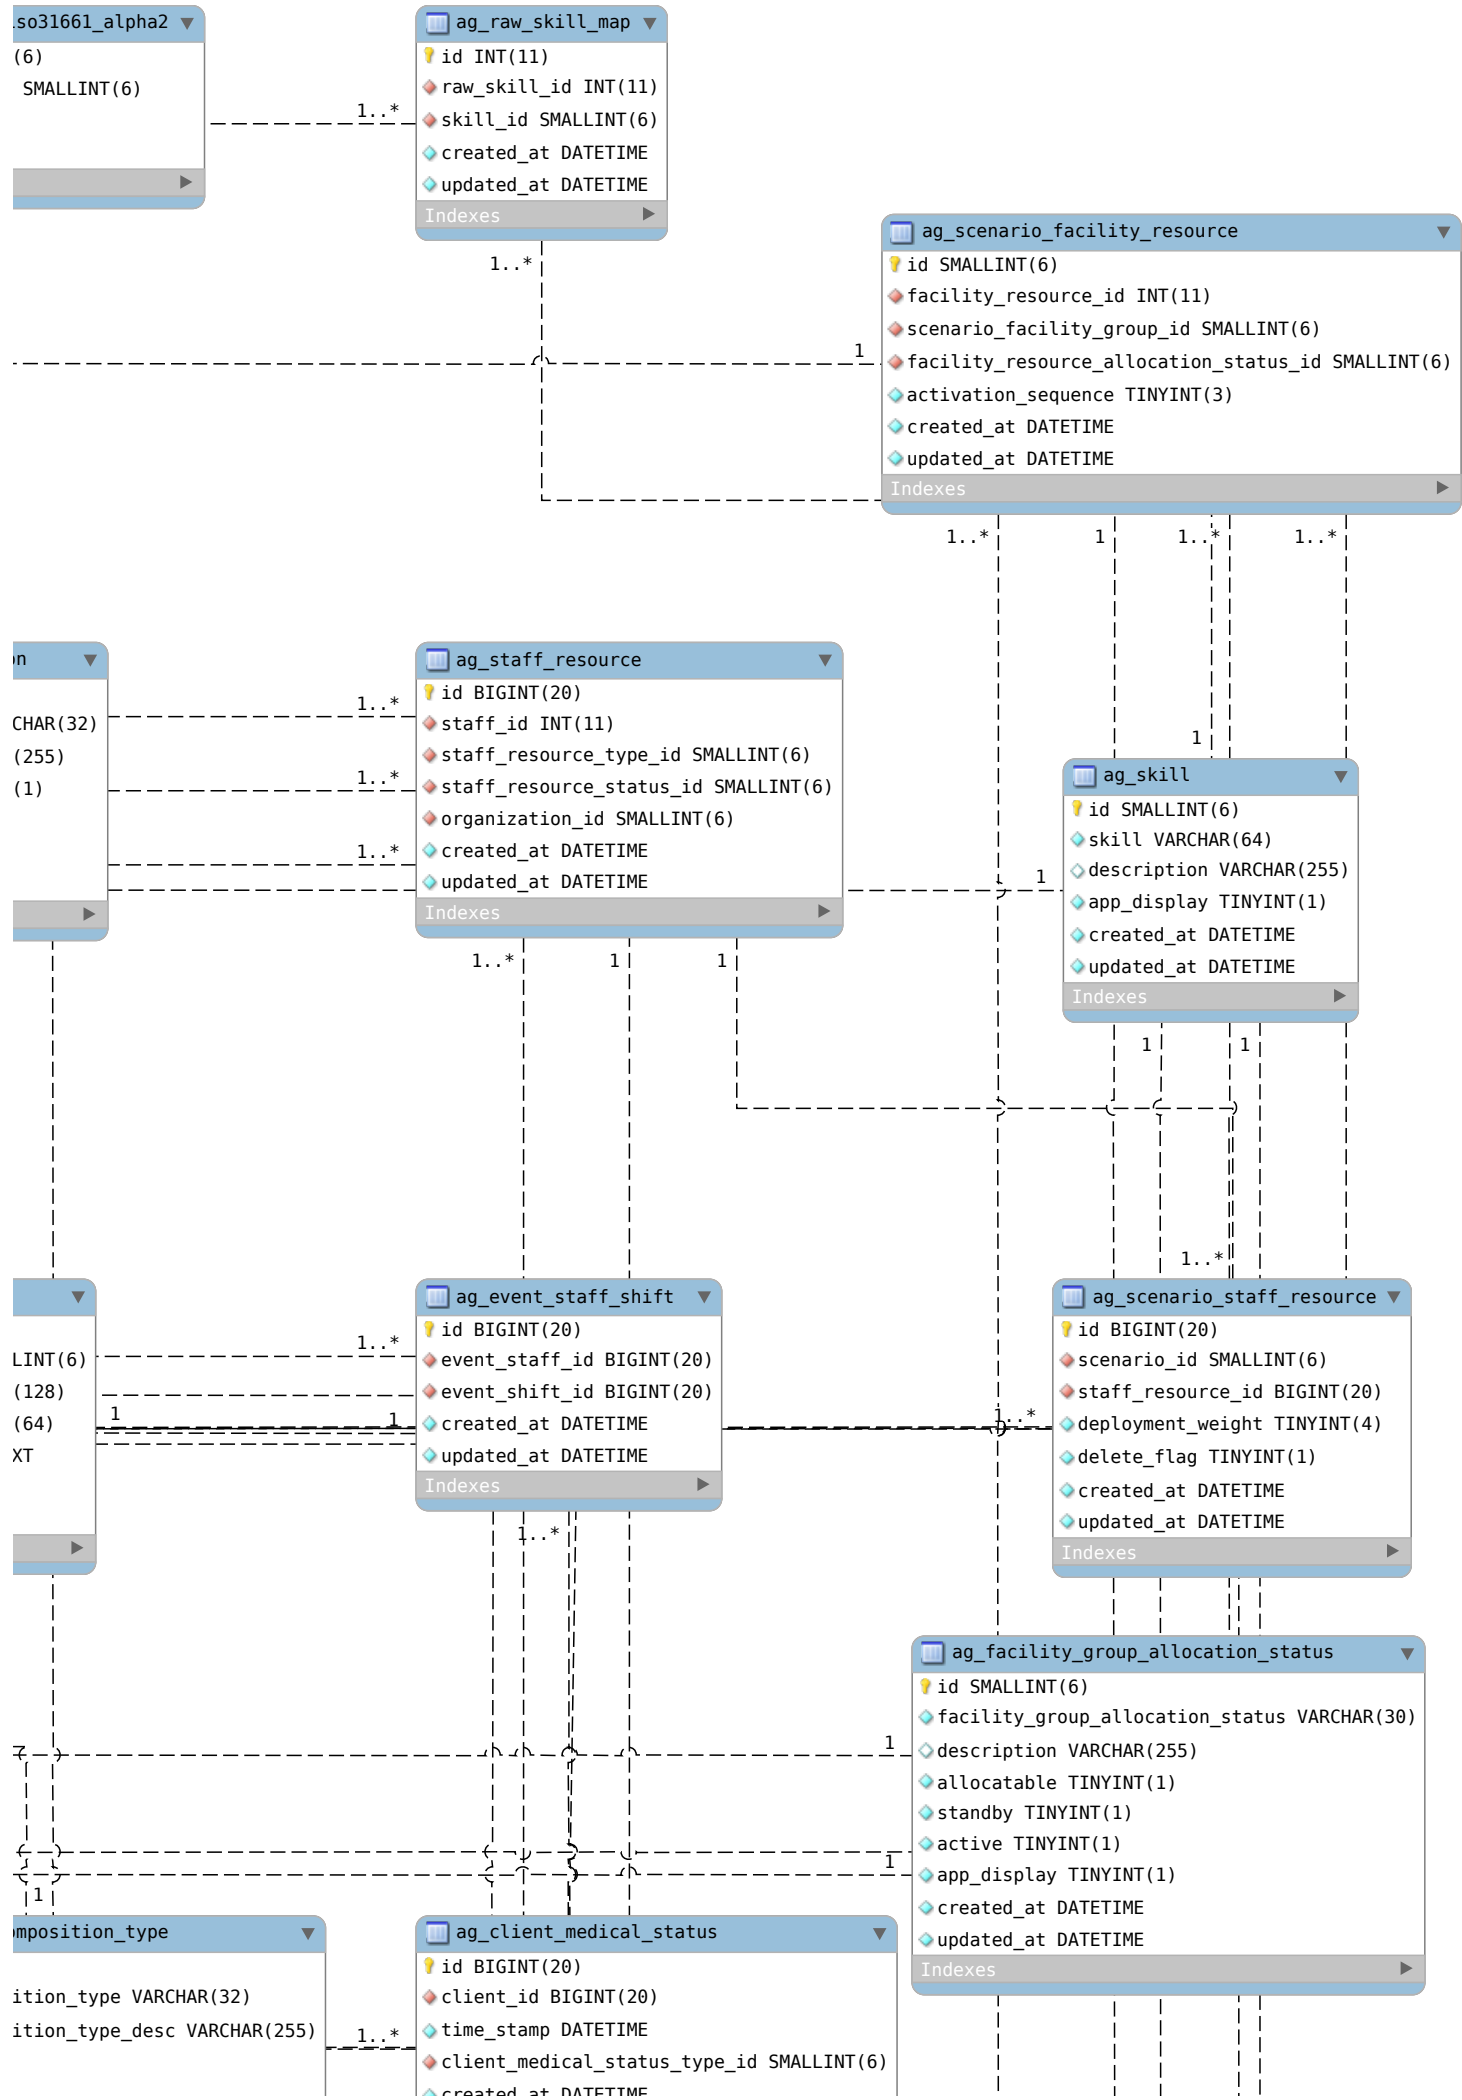 so31661_alpha2
(6)
SMALLINT(6)
1..*
ag_raw_skill_map
id INT(11)
raw_skill_id INT(11)
skill_id SMALLINT(6)
created_at DATETIME
updated_at DATETIME
Indexes
1..*
ag_scenario_facility_resource
id SMALLINT(6)
facility_resource_id INT(11)
scenario_facility_group_id SMALLINT(6)
facility_resource_allocation_status_id SMALLINT(6)
activation_sequence TINYINT(3)
created_at DATETIME
updated_at DATETIME
Indexes
1
1..*
1
1..*
1..*
n
CHAR(32)
(255)
(1)
1..*
1..*
1..*
ag_staff_resource
id BIGINT(20)
staff_id INT(11)
staff_resource_type_id SMALLINT(6)
staff_resource_status_id SMALLINT(6)
organization_id SMALLINT(6)
created_at DATETIME
updated_at DATETIME
Indexes
1..*
1
1
1
1
ag_skill
id SMALLINT(6)
skill VARCHAR(64)
description VARCHAR(255)
app_display TINYINT(1)
created_at DATETIME
updated_at DATETIME
Indexes
1
1
1..*
LINT(6)
(128)
(64)
XT
1..*
1
1
ag_event_staff_shift
id BIGINT(20)
event_staff_id BIGINT(20)
event_shift_id BIGINT(20)
created_at DATETIME
updated_at DATETIME
Indexes
1..*
1..*
ag_scenario_staff_resource
id BIGINT(20)
scenario_id SMALLINT(6)
staff_resource_id BIGINT(20)
deployment_weight TINYINT(4)
delete_flag TINYINT(1)
created_at DATETIME
updated_at DATETIME
Indexes
ag_facility_group_allocation_status
id SMALLINT(6)
facility_group_allocation_status VARCHAR(30)
description VARCHAR(255)
allocatable TINYINT(1)
standby TINYINT(1)
active TINYINT(1)
app_display TINYINT(1)
created_at DATETIME
updated_at DATETIME
Indexes
1
1
1
omposition_type
ition_type VARCHAR(32)
ition_type_desc VARCHAR(255)
1..*
ag_client_medical_status
id BIGINT(20)
client_id BIGINT(20)
time_stamp DATETIME
client_medical_status_type_id SMALLINT(6)
created_at DATETIME